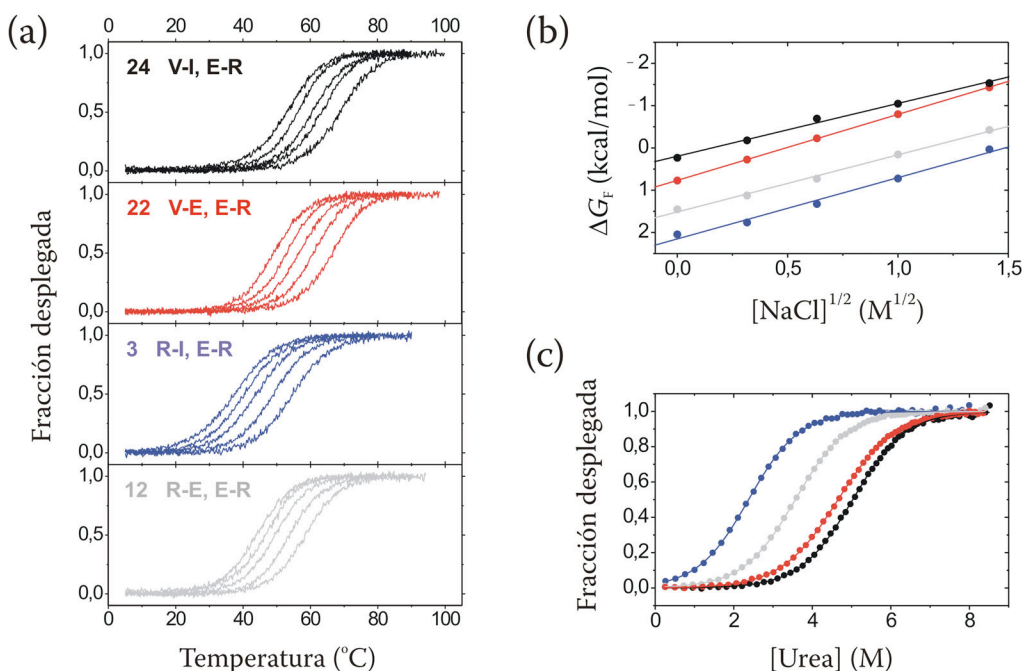 (a)
0 20 40 60 80 100
Fracción desplegada
1,0
0,5
0,0
24 V-I, E-R
1,0
0,5
0,0
22 V-E, E-R
1,0
0,5
0,0
3 R-I, E-R
1,0
0,5
0,0
12 R-E, E-R
0 20 40 60 80 100
Temperatura (°C)
(b)
-2
-1
0
1
2
ΔG_F (kcal/mol)
0,0 0,5 1,0 1,5
[NaCl]^1/2 (M^1/2)
(c)
Fracción desplegada
1,0
0,8
0,6
0,4
0,2
0,0
0 2 4 6 8
[Urea] (M)